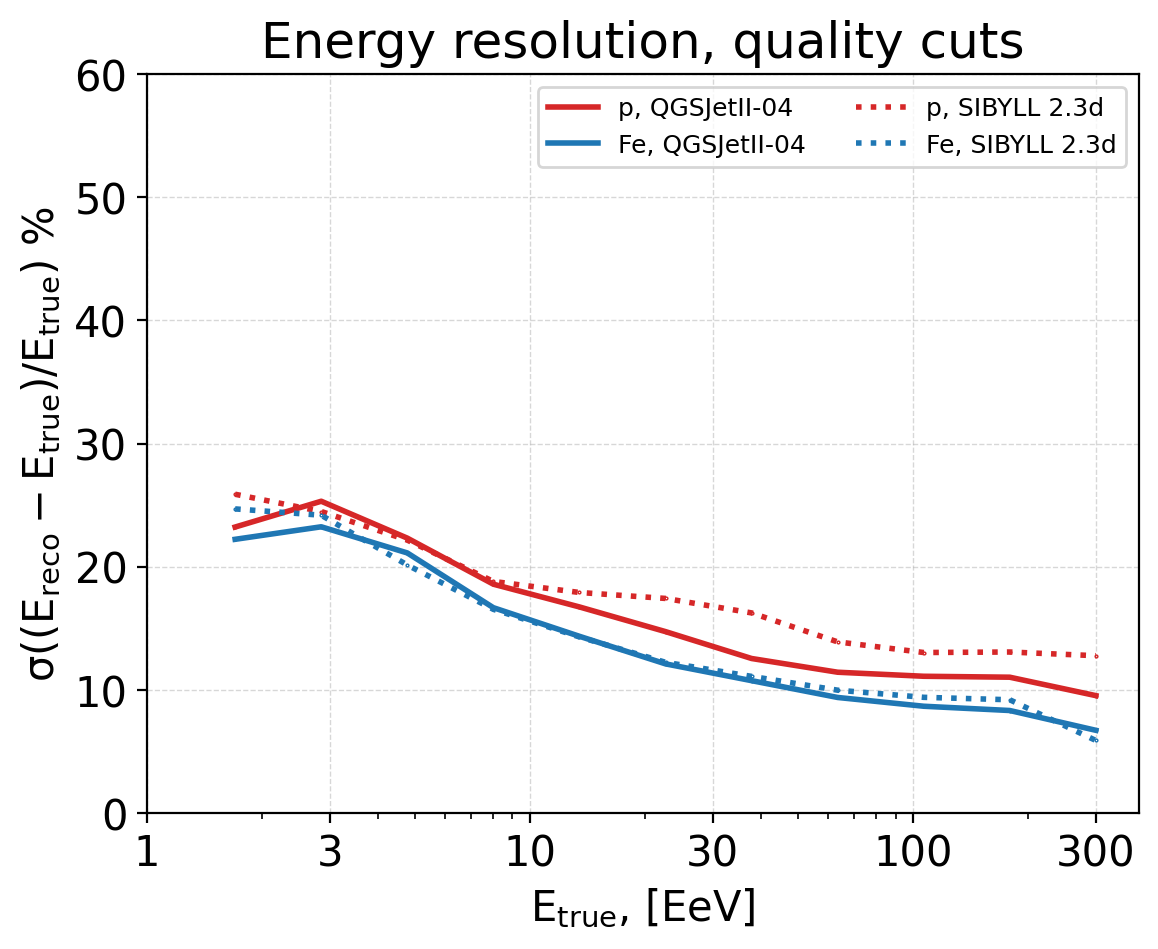 Energy resolution, quality cuts
p, QGSJetII-04
Fe, QGSJetII-04
p, SIBYLL 2.3d
Fe, SIBYLL 2.3d
σ((E_reco − E_true)/E_true) %
60
50
40
30
20
10
0
1 3 10 30 100 300
E_true, [EeV]